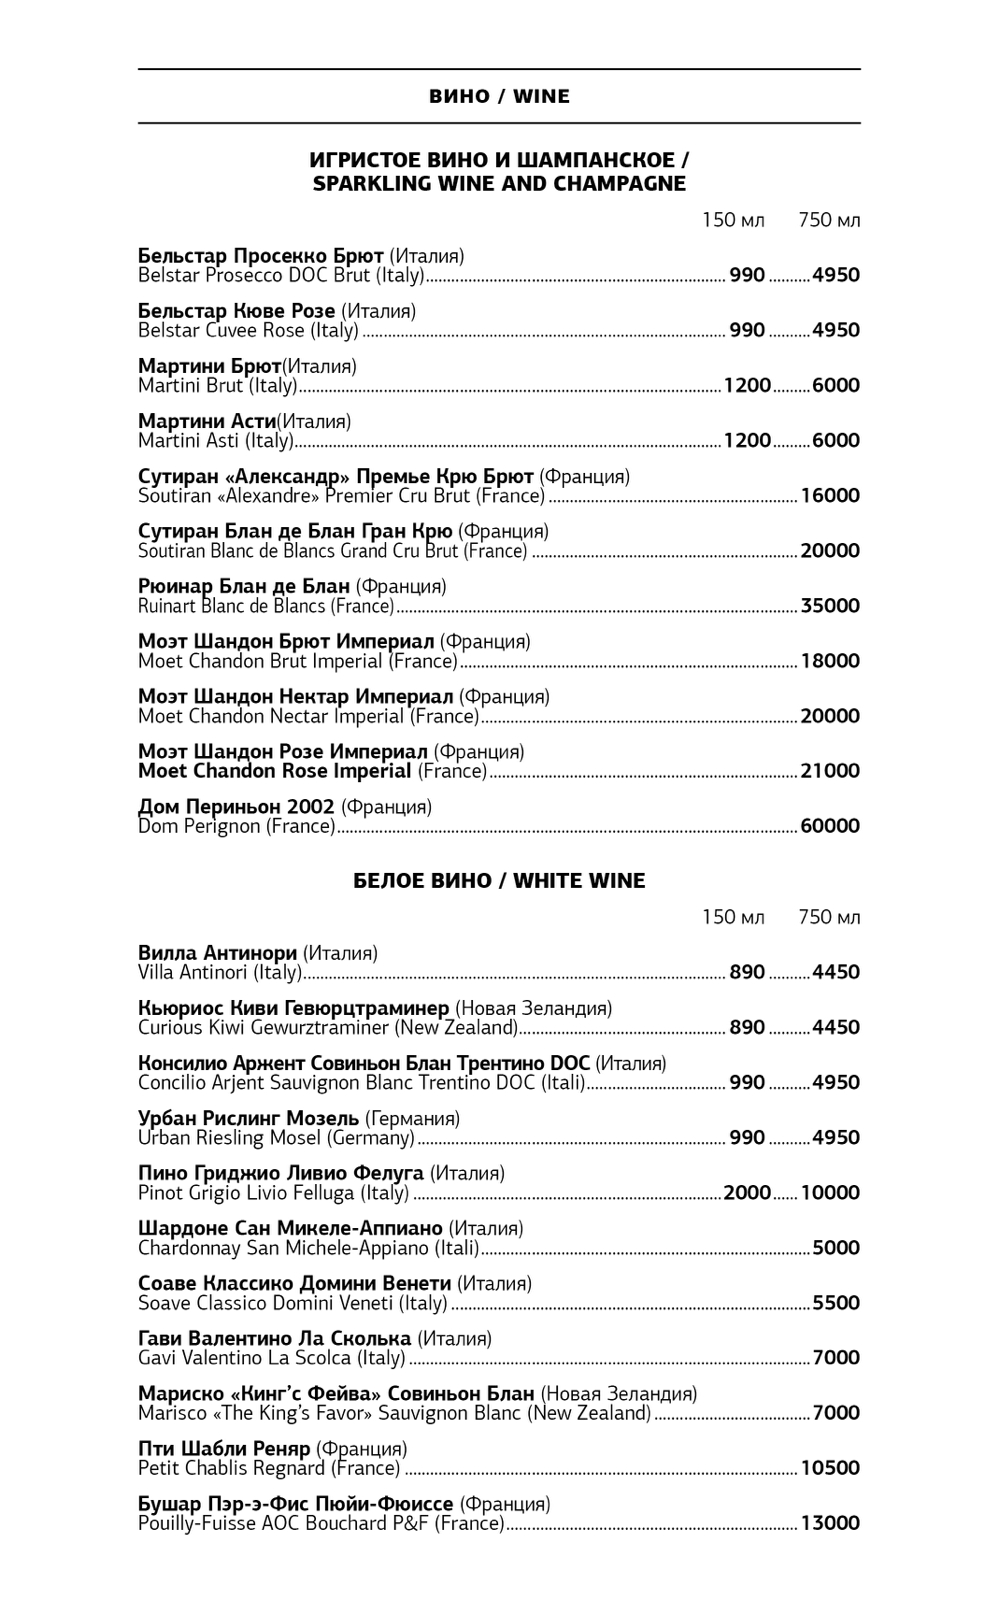 ВИНО / WINE
ИГРИСТОЕ ВИНО И ШАМПАНСКОЕ /
SPARKLING WINE AND CHAMPAGNE
150 мл 750 мл
Бельстар Просекко Брют (Италия)
Belstar Prosecco DOC Brut (Italy) 990 4950
Бельстар Кюве Розе (Италия)
Belstar Cuvee Rose (Italy) 990 4950
Мартини Брют(Италия)
Martini Brut (Italy) 1200 6000
Мартини Асти(Италия)
Martini Asti (Italy) 1200 6000
Сутиран «Александр» Премье Крю Брют (Франция)
Soutiran «Alexandre» Premier Cru Brut (France) 16000
Сутиран Блан де Блан Гран Крю (Франция)
Soutiran Blanc de Blancs Grand Cru Brut (France) 20000
Рюинар Блан де Блан (Франция)
Ruinart Blanc de Blancs (France) 35000
Моэт Шандон Брют Империал (Франция)
Moet Chandon Brut Imperial (France) 18000
Моэт Шандон Нектар Империал (Франция)
Moet Chandon Nectar Imperial (France) 20000
Моэт Шандон Розе Империал (Франция)
Moet Chandon Rose Imperial (France) 21000
Дом Периньон 2002 (Франция)
Dom Perignon (France) 60000
БЕЛОЕ ВИНО / WHITE WINE
150 мл 750 мл
Вилла Антинори (Италия)
Villa Antinori (Italy) 890 4450
Кьюриос Киви Гевюрцтраминер (Новая Зеландия)
Curious Kiwi Gewurztraminer (New Zealand) 890 4450
Консилио Аржент Совиньон Блан Трентино DOC (Италия)
Concilio Arjent Sauvignon Blanc Trentino DOC (Itali) 990 4950
Урбан Рислинг Мозель (Германия)
Urban Riesling Mosel (Germany) 990 4950
Пино Гриджио Ливио Фелуга (Италия)
Pinot Grigio Livio Felluga (Italy) 2000 10000
Шардоне Сан Микеле-Аппиано (Италия)
Chardonnay San Michele-Appiano (Itali) 5000
Соаве Классико Домини Венети (Италия)
Soave Classico Domini Veneti (Italy) 5500
Гави Валентино Ла Сколька (Италия)
Gavi Valentino La Scolca (Italy) 7000
Мариско «Кинг’с Фейва» Совиньон Блан (Новая Зеландия)
Marisco «The King’s Favor» Sauvignon Blanc (New Zealand) 7000
Пти Шабли Реняр (Франция)
Petit Chablis Regnard (France) 10500
Бушар Пэр-э-Фис Пюйи-Фюиссе (Франция)
Pouilly-Fuisse AOC Bouchard P&F (France) 13000